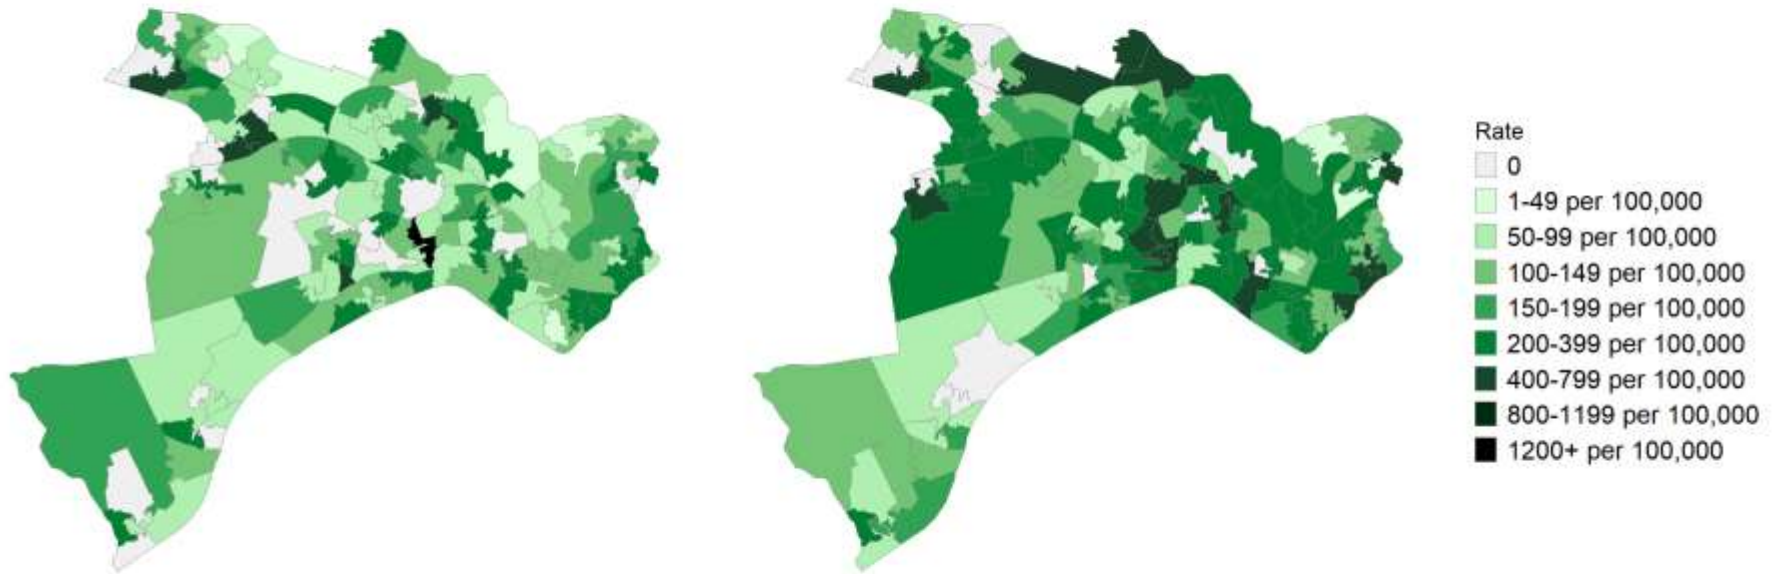 Rate
0
1-49 per 100,000
50-99 per 100,000
100-149 per 100,000
150-199 per 100,000
200-399 per 100,000
400-799 per 100,000
800-1199 per 100,000
1200+ per 100,000